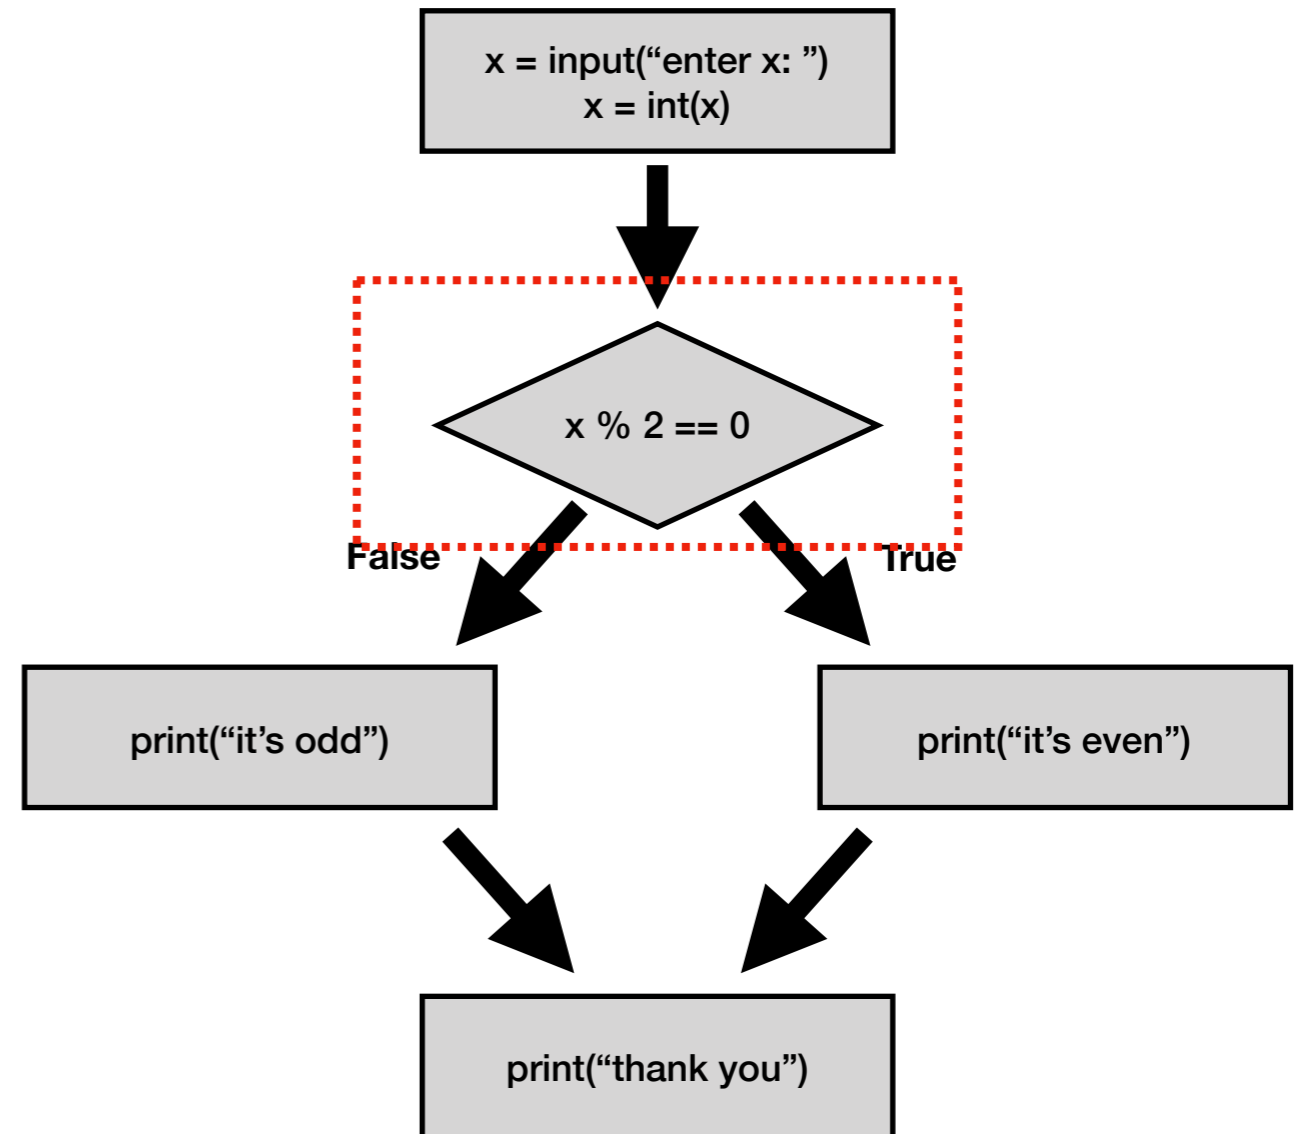 x = input(“enter x: ”)
x = int(x)
x % 2 == 0
False
True
print(“it’s odd”)
print(“it’s even”)
print(“thank you”)